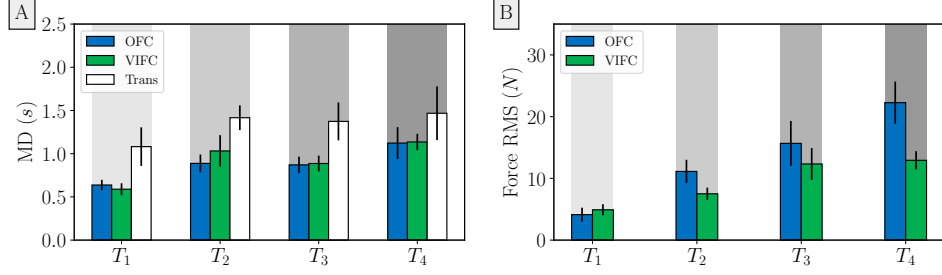 A
MD (s)
2.5
2.0
1.5
1.0
0.5
0.0
OFC
VIFC
Trans
T1 T2 T3 T4
B
Force RMS (N)
30
20
10
0
OFC
VIFC
T1 T2 T3 T4